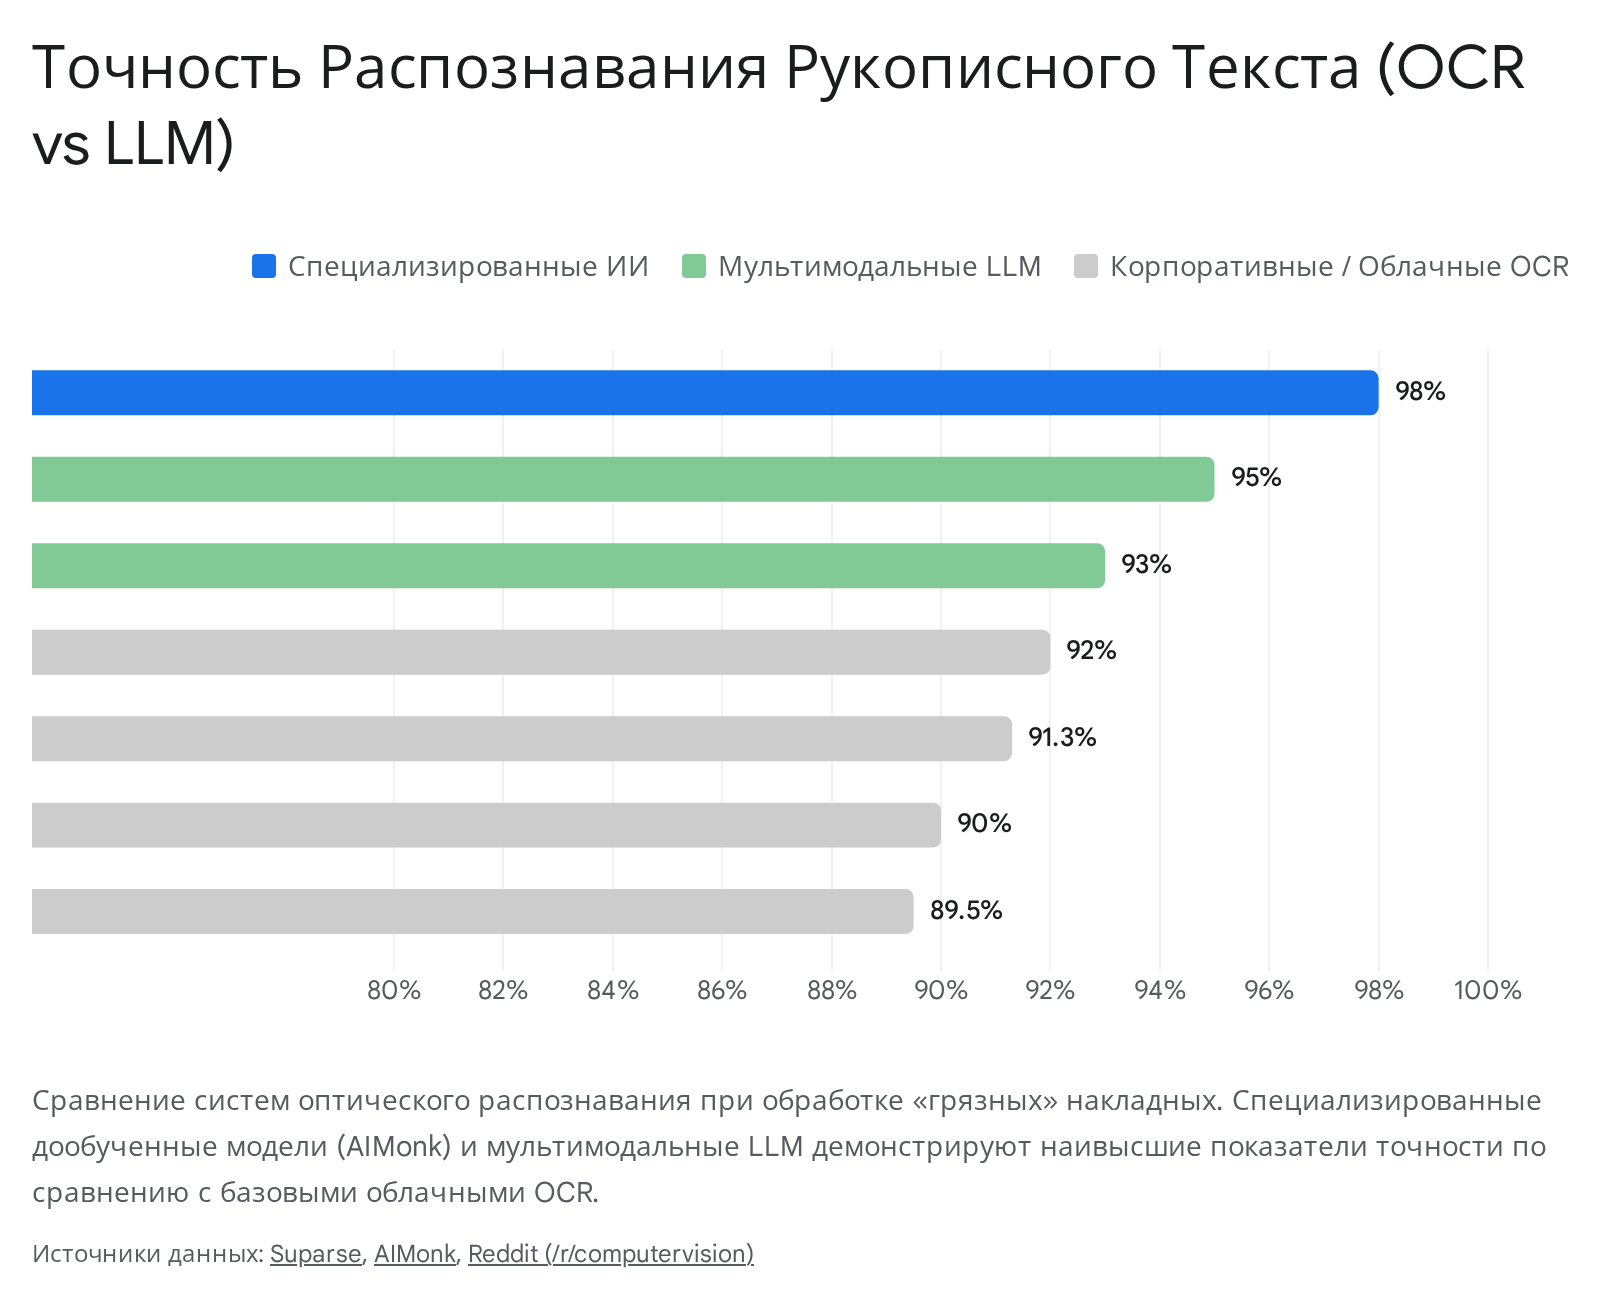 Точность Распознавания Рукописного Текста (OCR
vs LLM)
Специализированные ИИ Мультимодальные LLM Корпоративные / Облачные OCR
98%
95%
93%
92%
91.3%
90%
89.5%
80% 82% 84% 86% 88% 90% 92% 94% 96% 98% 100%
Сравнение систем оптического распознавания при обработке «грязных» накладных. Специализированные
дообученные модели (AIMonk) и мультимодальные LLM демонстрируют наивысшие показатели точности по
сравнению с базовыми облачными OCR.
Источники данных: Suparse, AIMonk, Reddit (/r/computervision)